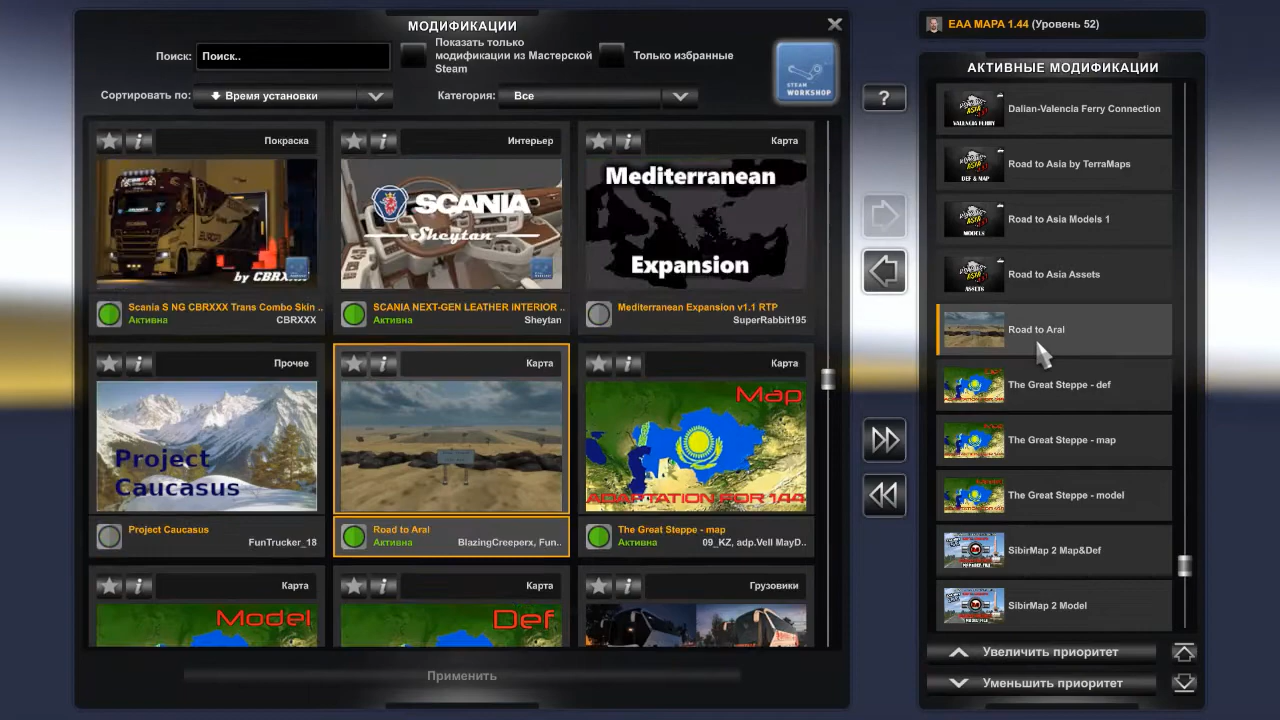 МОДИФИКАЦИИ
Поиск:
Поиск..
Показать только
модификации из Мастерской
Steam
Только избранные
STEAM
WORKSHOP
Сортировать по:
Время установки
Категория:
Все
Покраска
Интерьер
Карта
by CBRX
SCANIA
Sheytan
Mediterranean
Expansion
Scania S NG CBRXXX Trans Combo Skin ..
Активна
CBRXXX
SCANIA NEXT-GEN LEATHER iNTERIOR ..
Активна
Sheytan
Mediterranean Expansion v1.1 RTP
SuperRabbit195
Прочее
Карта
Карта
Project
Caucasus
Map
ADAPTATION FOR 1.44
Project Caucasus
FunTrucker_18
Road to Aral
Активна
BlazingCreeperx, Fun..
The Great Steppe - map
Активна
09_KZ, adp.Vell MayD..
Карта
Карта
Грузовики
Model
Def
?
EAA МАРА 1.44 (Уровень 52)
АКТИВНЫЕ МОДИФИКАЦИИ
Dalian-Valencia Ferry Connection
Road to Asia by TerraMaps
Road to Asia Models 1
Road to Asia Assets
Road to Aral
The Great Steppe - def
The Great Steppe - map
The Great Steppe - model
SibirMap 2 Map&Def
SibirMap 2 Model
Увеличить приоритет
Уменьшить приоритет
Применить